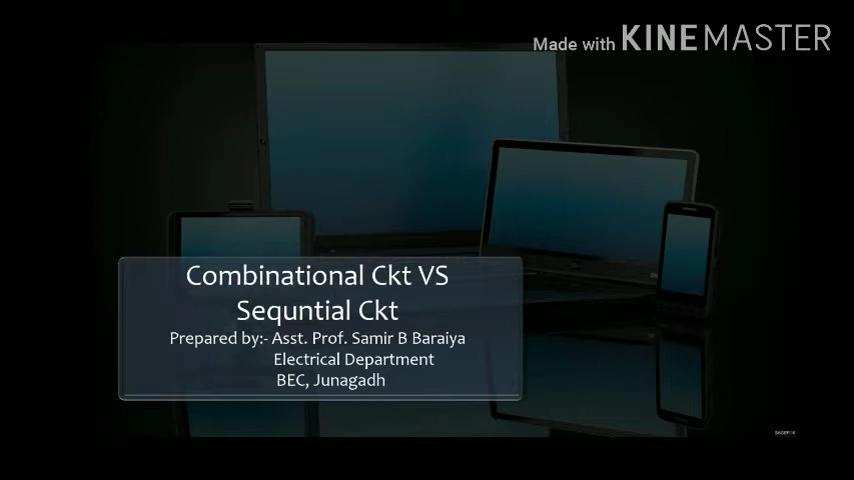 Made with KINEMASTER
Combinational Ckt VS
Sequntial Ckt
Prepared by:- Asst. Prof. Samir B Baraiya
Electrical Department
BEC, Junagadh